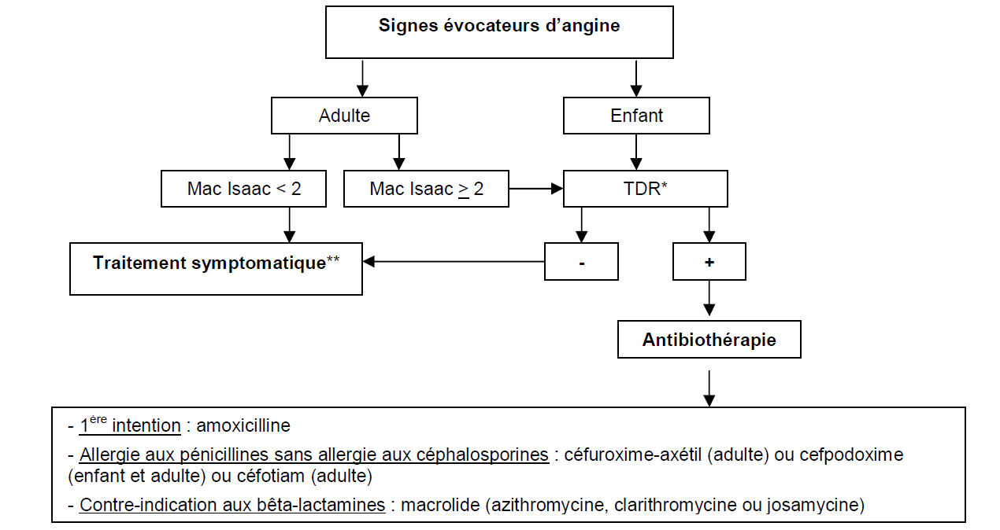 Signes évocateurs d’angine
Adulte
Enfant
Mac Isaac < 2
Mac Isaac ≥ 2
TDR*
Traitement symptomatique**
-
+
Antibiothérapie
- 1ère intention : amoxicilline
- Allergie aux pénicillines sans allergie aux céphalosporines : céfuroxime-axétil (adulte) ou cefpodoxime
(enfant et adulte) ou céfotiam (adulte)
- Contre-indication aux bêta-lactamines : macrolide (azithromycine, clarithromycine ou josamycine)